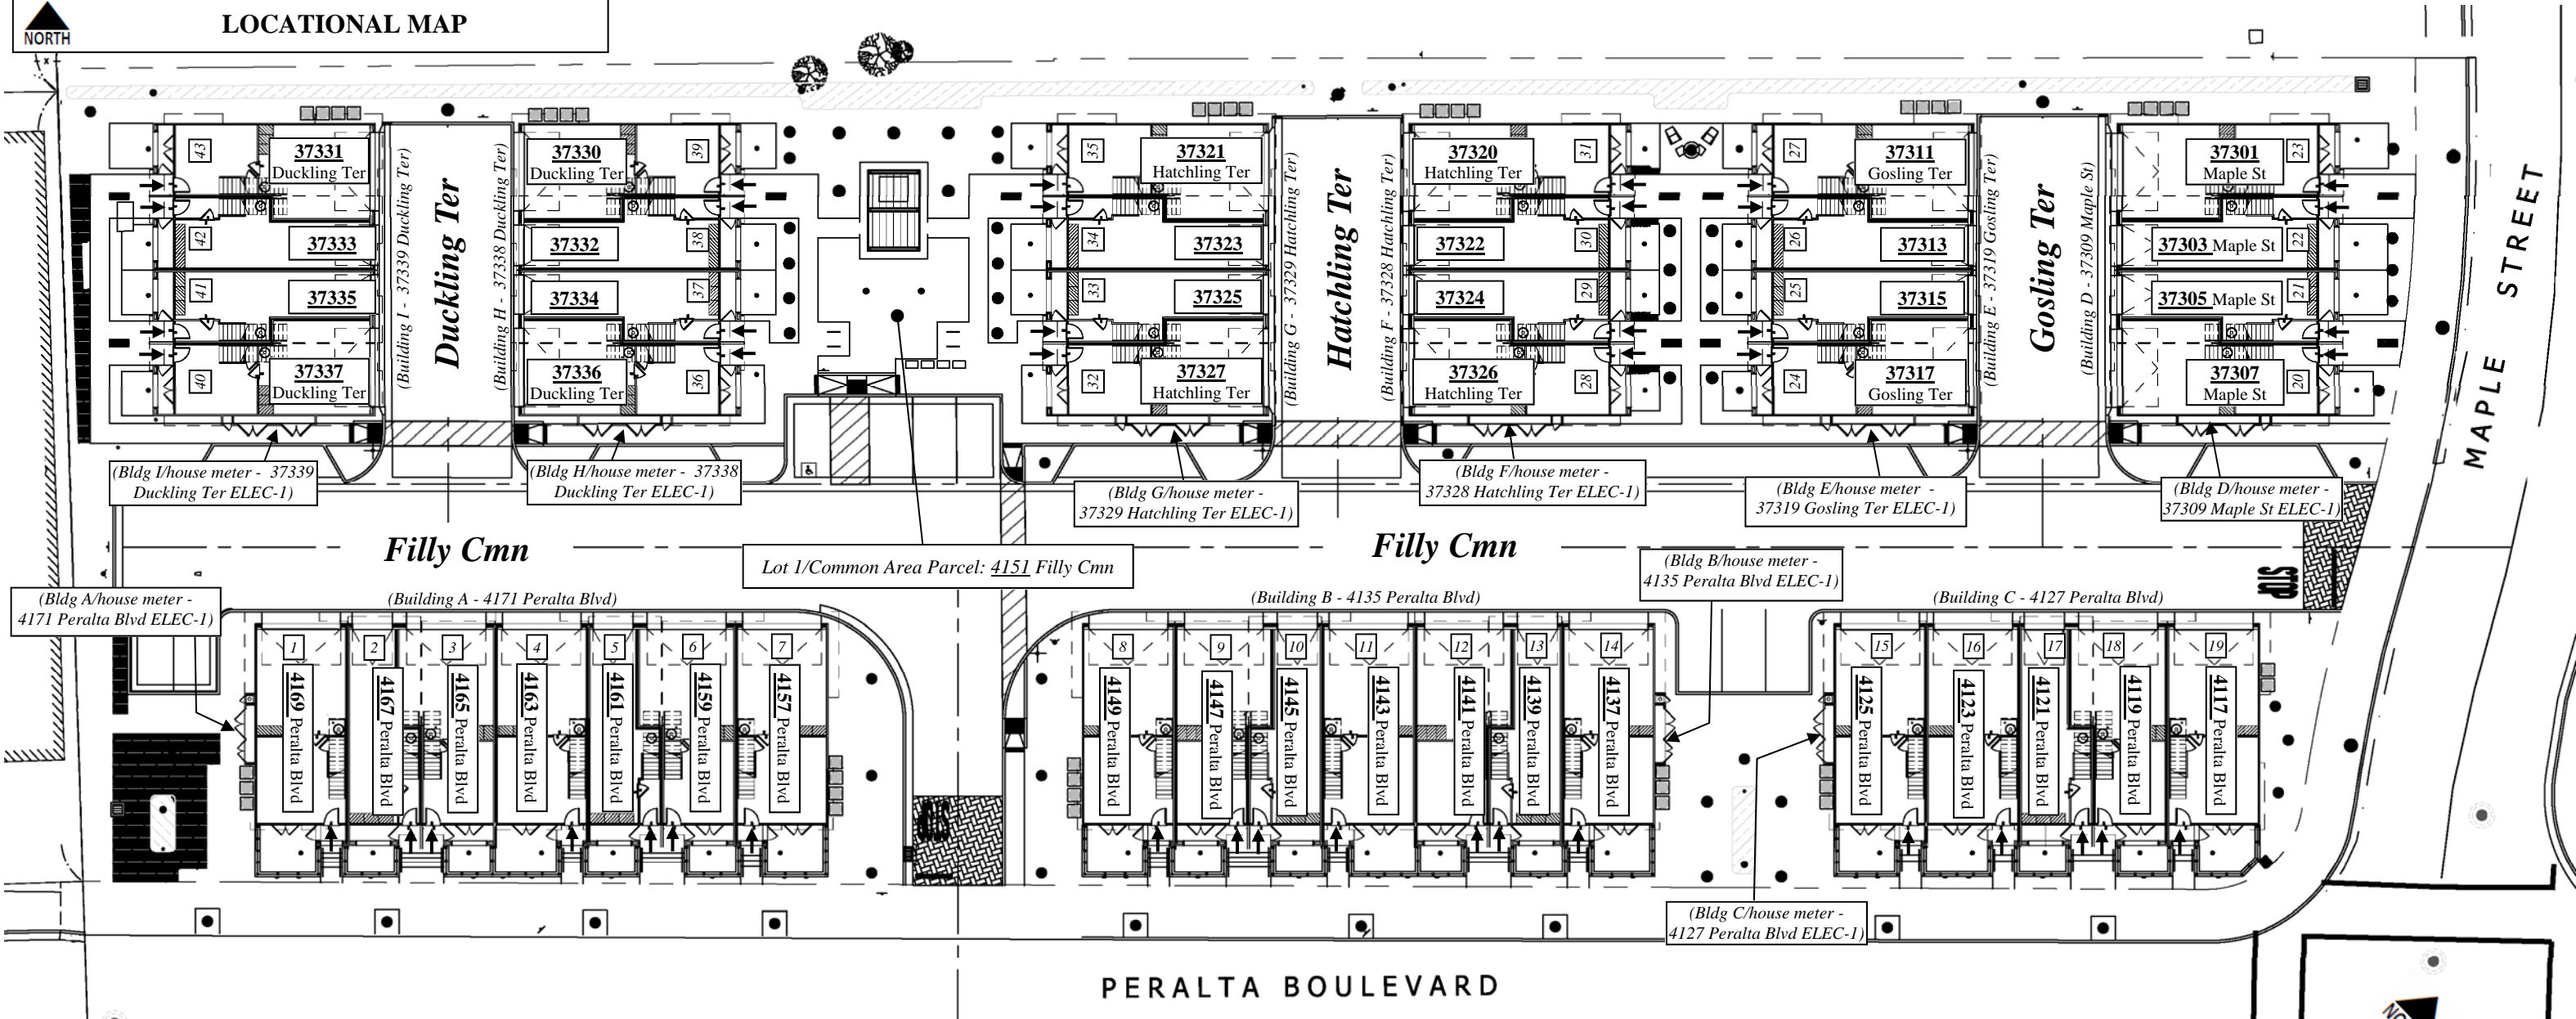 LOCATIONAL MAP
NORTH
43
37331
Duckling Ter
42
37333
41
37335
40
37337
Duckling Ter
(Building I - 37339 Duckling Ter)
Duckling Ter
(Building H - 37338 Duckling Ter)
37330
Duckling Ter
39
37332
38
37334
37
37336
Duckling Ter
36
35
37321
Hatchling Ter
34
37323
33
37325
32
37327
Hatchling Ter
(Building G - 37329 Hatchling Ter)
Hatchling Ter
(Building F - 37328 Hatchling Ter)
37320
Hatchling Ter
31
37322
30
37324
29
37326
Hatchling Ter
28
27
37311
Gosling Ter
26
37313
25
37315
24
37317
Gosling Ter
(Building E - 37319 Gosling Ter)
Gosling Ter
(Building D - 37309 Maple St)
37301
Maple St
23
37303 Maple St
22
37305 Maple St
21
37307
Maple St
20
MAPLE STREET
(Bldg I/house meter - 37339
Duckling Ter ELEC-1)
(Bldg H/house meter - 37338
Duckling Ter ELEC-1)
(Bldg G/house meter -
37329 Hatchling Ter ELEC-1)
(Bldg F/house meter -
37328 Hatchling Ter ELEC-1)
(Bldg E/house meter -
37319 Gosling Ter ELEC-1)
(Bldg D/house meter -
37309 Maple St ELEC-1)
Filly Cmn
Lot 1/Common Area Parcel: 4151 Filly Cmn
Filly Cmn
STOP
(Bldg A/house meter -
4171 Peralta Blvd ELEC-1)
(Building A - 4171 Peralta Blvd)
(Building B - 4135 Peralta Blvd)
(Bldg B/house meter -
4135 Peralta Blvd ELEC-1)
(Building C - 4127 Peralta Blvd)
1
4169 Peralta Blvd
2
4167 Peralta Blvd
3
4165 Peralta Blvd
4
4163 Peralta Blvd
5
4161 Peralta Blvd
6
4159 Peralta Blvd
7
4157 Peralta Blvd
8
4149 Peralta Blvd
9
4147 Peralta Blvd
10
4145 Peralta Blvd
11
4143 Peralta Blvd
12
4141 Peralta Blvd
13
4139 Peralta Blvd
14
4137 Peralta Blvd
15
4125 Peralta Blvd
16
4123 Peralta Blvd
17
4121 Peralta Blvd
18
4119 Peralta Blvd
19
4117 Peralta Blvd
(Bldg C/house meter -
4127 Peralta Blvd ELEC-1)
PERALTA BOULEVARD